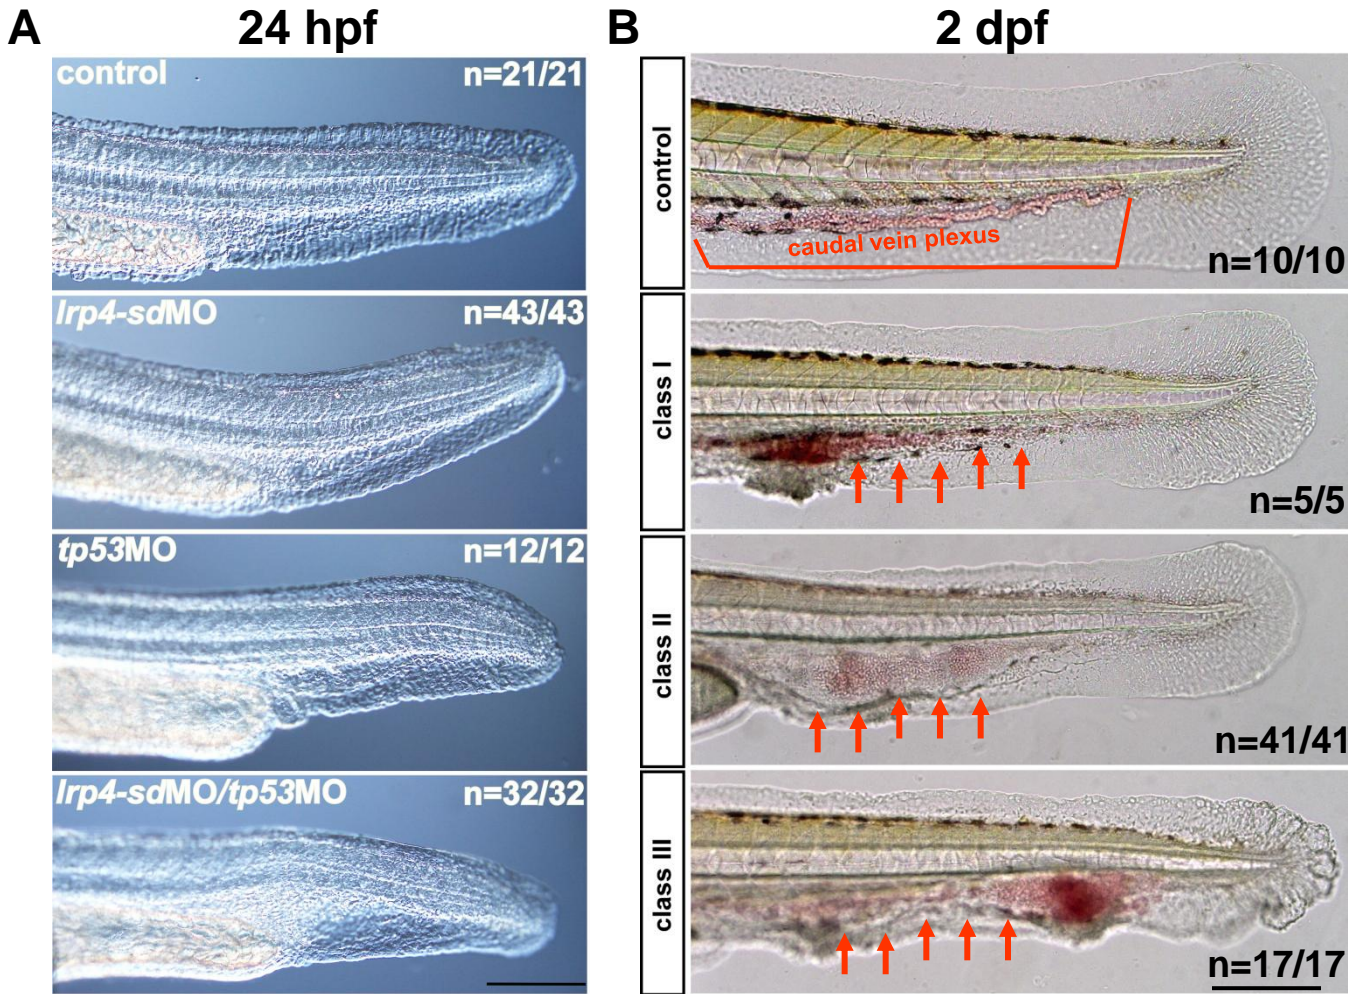 A
24 hpf
control
n=21/21
lrp4-sdMO
n=43/43
tp53MO
n=12/12
lrp4-sdMO/tp53MO
n=32/32
B
2 dpf
control
caudal vein plexus
n=10/10
class I
n=5/5
class II
n=41/41
class III
n=17/17